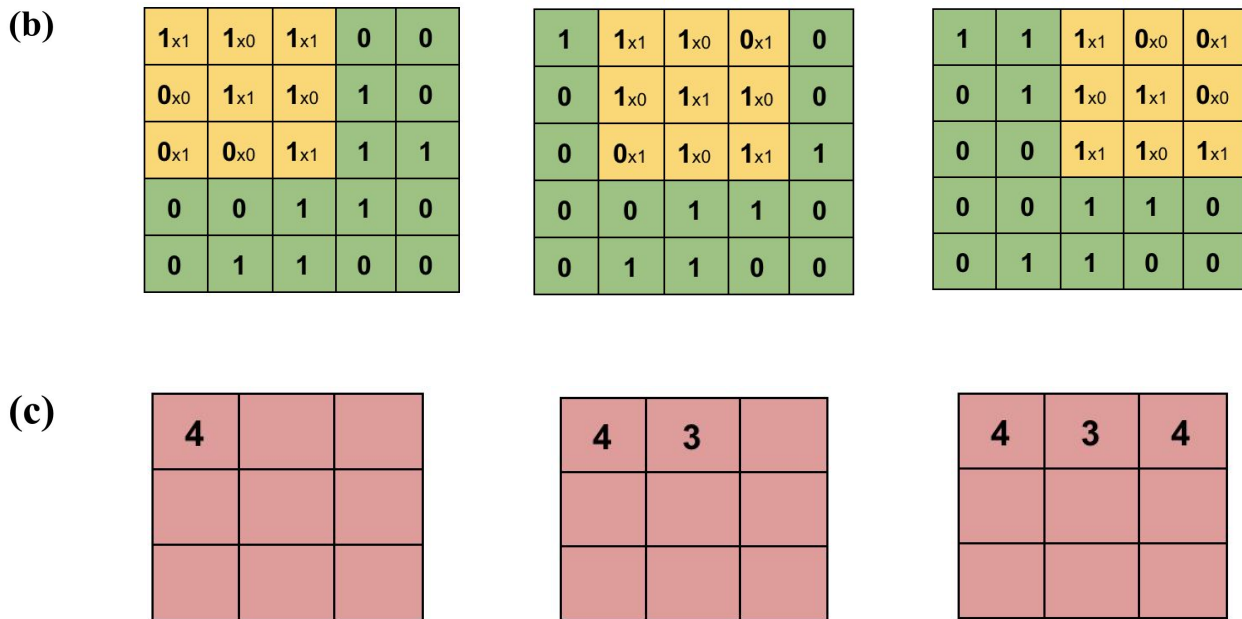 (b)
1x1 1x0 1x1 0 0
0x0 1x1 1x0 1 0
0x1 0x0 1x1 1 1
0 0 1 1 0
0 1 1 0 0
1 1x1 1x0 0x1 0
0 1x0 1x1 1x0 0
0 0x1 1x0 1x1 1
0 0 1 1 0
0 1 1 0 0
1 1 1x1 0x0 0x1
0 1 1x0 1x1 0x0
0 0 1x1 1x0 1x1
0 0 1 1 0
0 1 1 0 0
(c)
4
4 3
4 3 4